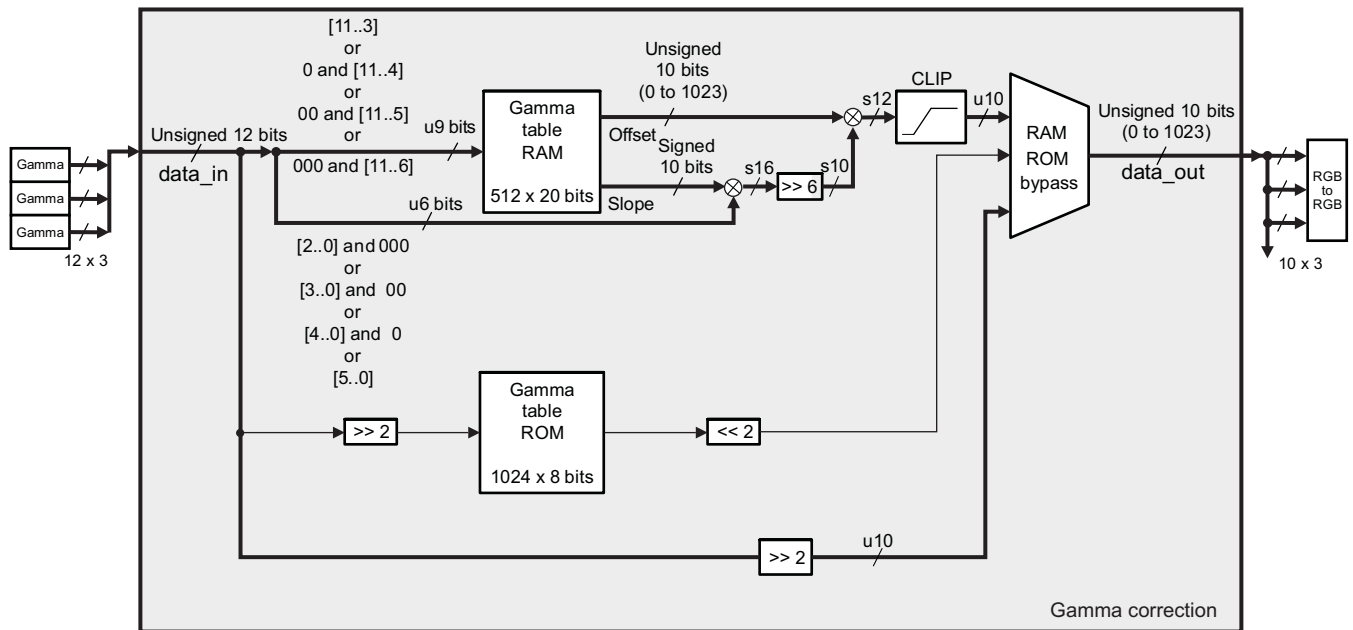 [11..3]
or
0 and [11..4]
or
00 and [11..5]
or
000 and [11..6]
Unsigned 12 bits
data_in
u9 bits
u6 bits
Gamma
Gamma
Gamma
12 x 3
Gamma
table
RAM
512 x 20 bits
Unsigned
10 bits
(0 to 1023)
Offset
Signed
10 bits
Slope
s16
>> 6
s10
s12
CLIP
u10
RAM
ROM
bypass
Unsigned 10 bits
(0 to 1023)
data_out
RGB
to
RGB
10 x 3
[2..0] and 000
or
[3..0] and 00
or
[4..0] and 0
or
[5..0]
>> 2
Gamma
table
ROM
1024 x 8 bits
<< 2
>> 2
u10
Gamma correction